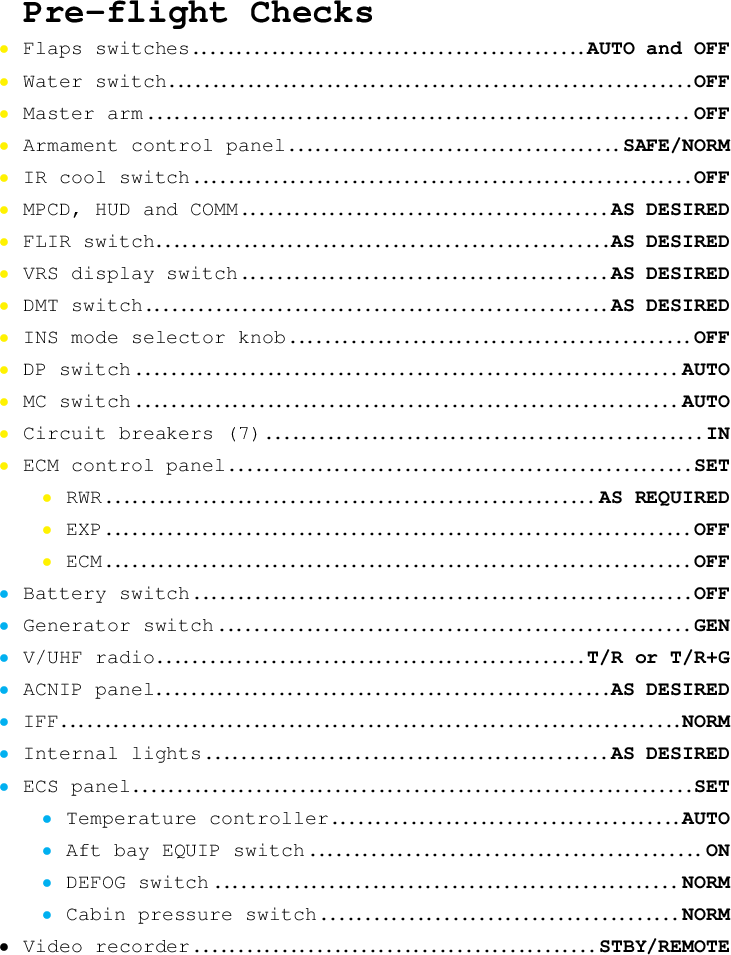 Pre-flight Checks
• Flaps switches............................................AUTO and OFF
• Water switch...........................................................OFF
• Master arm.............................................................OFF
• Armament control panel.....................................SAFE/NORM
• IR cool switch........................................................OFF
• MPCD, HUD and COMM.........................................AS DESIRED
• FLIR switch...................................................AS DESIRED
• VRS display switch.........................................AS DESIRED
• DMT switch....................................................AS DESIRED
• INS mode selector knob.............................................OFF
• DP switch.............................................................AUTO
• MC switch.............................................................AUTO
• Circuit breakers (7).................................................IN
• ECM control panel....................................................SET
• RWR.......................................................AS REQUIRED
• EXP..................................................................OFF
• ECM..................................................................OFF
• Battery switch........................................................OFF
• Generator switch.....................................................GEN
• V/UHF radio................................................T/R or T/R+G
• ACNIP panel...................................................AS DESIRED
• IFF.....................................................................NORM
• Internal lights.............................................AS DESIRED
• ECS panel...............................................................SET
• Temperature controller.......................................AUTO
• Aft bay EQUIP switch............................................ON
• DEFOG switch....................................................NORM
• Cabin pressure switch........................................NORM
• Video recorder.............................................STBY/REMOTE